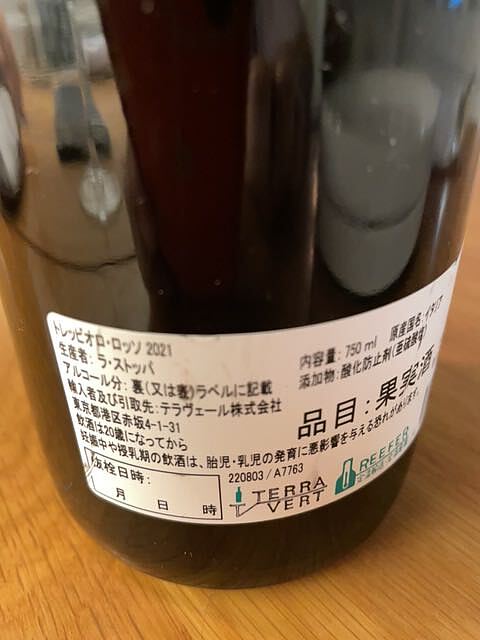 トレッビオロ・ロッソ 2021
生産者: ラ・ストッパ
アルコール分: 裏(又は表)ラベルに記載
輸入者及び引取先: テラヴェール株式会社
東京都港区赤坂4-1-31
飲酒は20歳になってから
妊娠中や授乳期の飲酒は、胎児・乳児の発育に悪影響を与える恐れがあります。
内容量: 750 ml 原産国名: イタリア
添加物: 酸化防止剤(亜硫酸塩)
品目: 果実酒
抜栓日時:
月 日 時
220803 / A7763
TERRA
VERT
REEFER